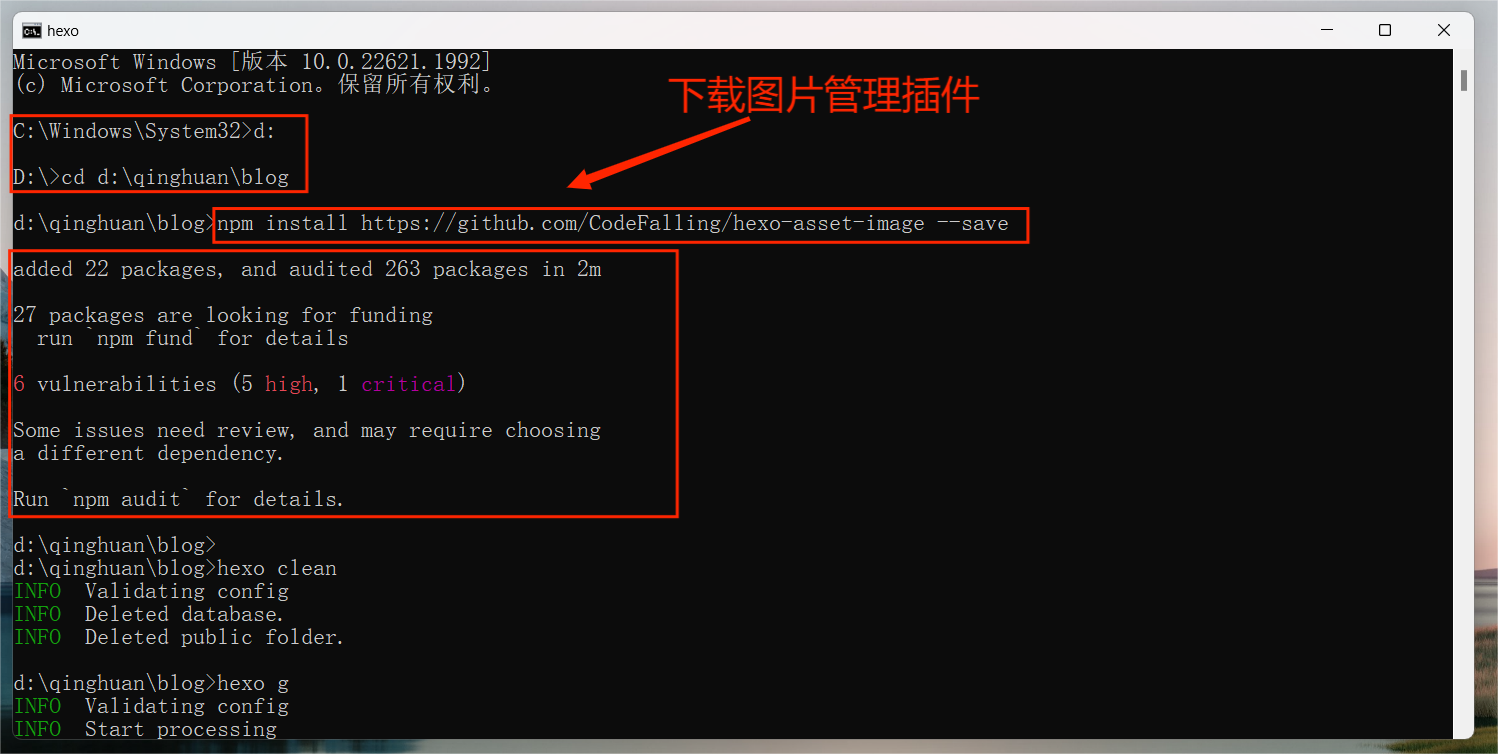 hexo
Microsoft Windows [版本 10.0.22621.1992]
(c) Microsoft Corporation。保留所有权利。
下载图片管理插件
C:\Windows\System32>d:
D:\>cd d:\qinghuan\blog
d:\qinghuan\blog>npm install https://github.com/CodeFalling/hexo-asset-image --save
added 22 packages, and audited 263 packages in 2m
27 packages are looking for funding
  run `npm fund` for details
6 vulnerabilities (5 high, 1 critical)
Some issues need review, and may require choosing
a different dependency.
Run `npm audit` for details.
d:\qinghuan\blog>
d:\qinghuan\blog>hexo clean
INFO  Validating config
INFO  Deleted database.
INFO  Deleted public folder.
d:\qinghuan\blog>hexo g
INFO  Validating config
INFO  Start processing